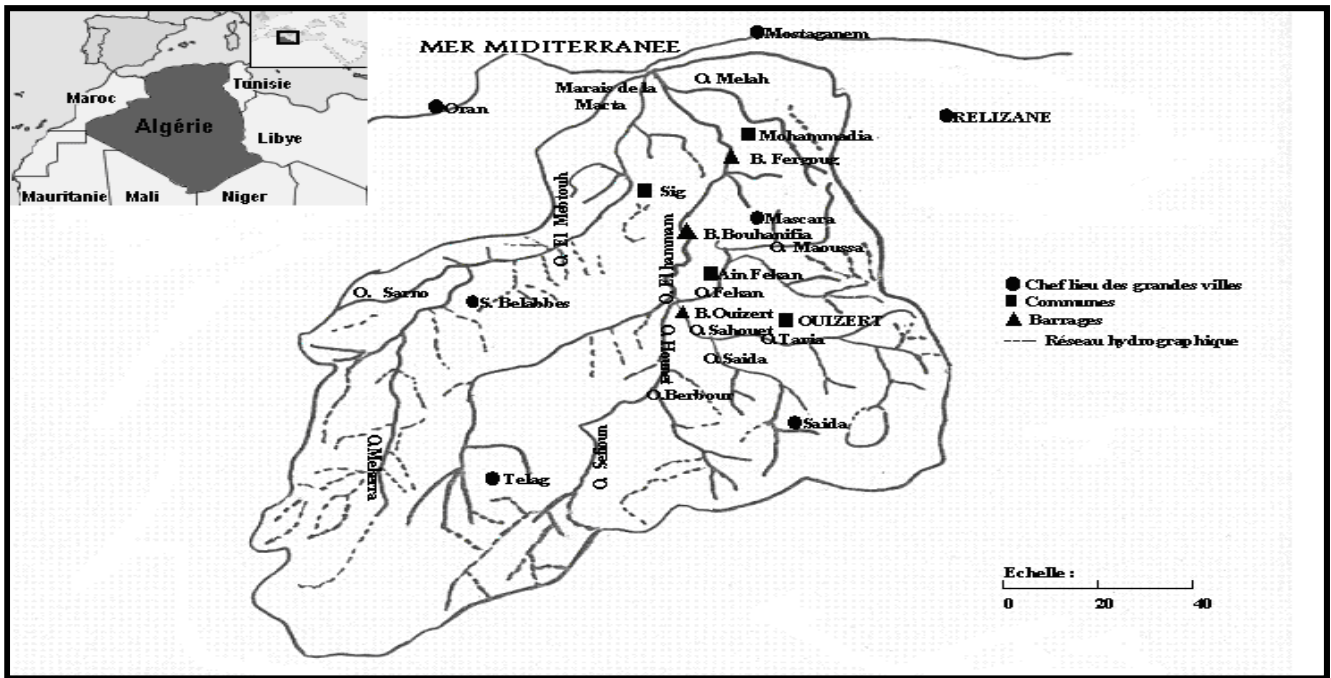 Tunisie
Maroc
Algérie
Libye
Mauritanie
Mali
Niger
MER MIDITERRANEE
Mostaganem
Marais de la
Macta
O. Melah
Oran
RELIZANE
Mohammadia
B. Fergoug
Sig
O. El Mebtouh
Mascara
B.Bouhanifia
O. Maoussa
O. El hammam
Ain Fekan
O.Fekan
O. Sarno
S. Belabbes
B.Ouizert
OUIZERT
O.Sahouet
O.Taria
O.Saida
O.Berbour
Saida
O.Mekerra
Telag
O. Sefioun
Chef lieu des grandes villes
Communes
Barrages
Réseau hydrographique
Echelle :
0 20 40